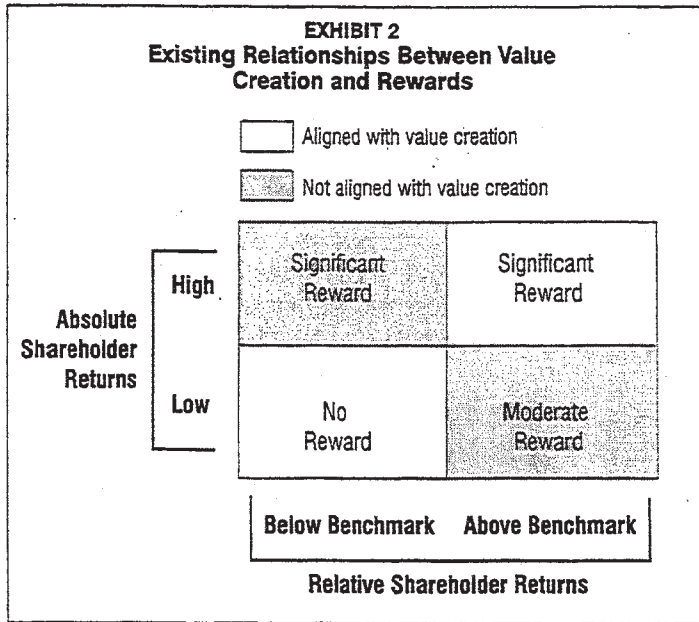 EXHIBIT 2
Existing Relationships Between Value
Creation and Rewards
Aligned with value creation
Not aligned with value creation
Absolute
Shareholder
Returns
High
Significant
Reward
Significant
Reward
Low
No
Reward
Moderate
Reward
Below Benchmark Above Benchmark
Relative Shareholder Returns